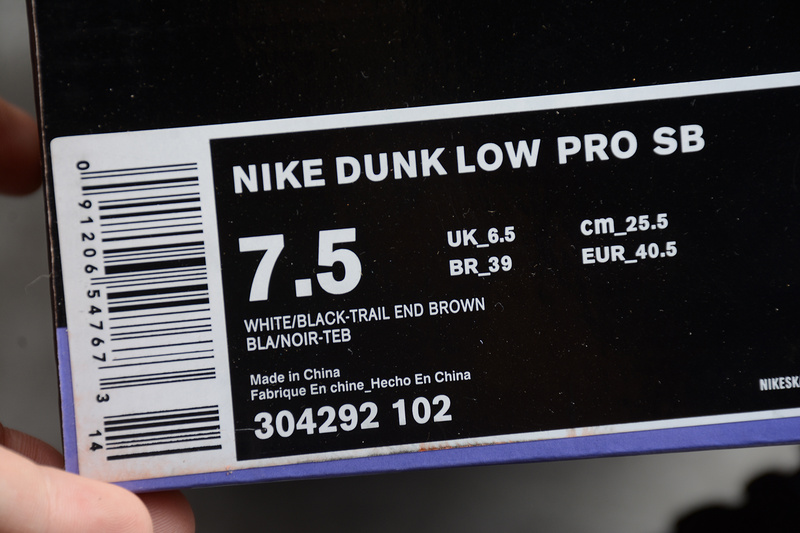 NIKE DUNK LOW PRO SB
7.5
UK_6.5
BR_39
cm_25.5
EUR_40.5
WHITE/BLACK-TRAIL END BROWN
BLA/NOIR-TEB
Made in China
Fabrique En chine_Hecho En China
304292 102
0 91206 54767 3 14